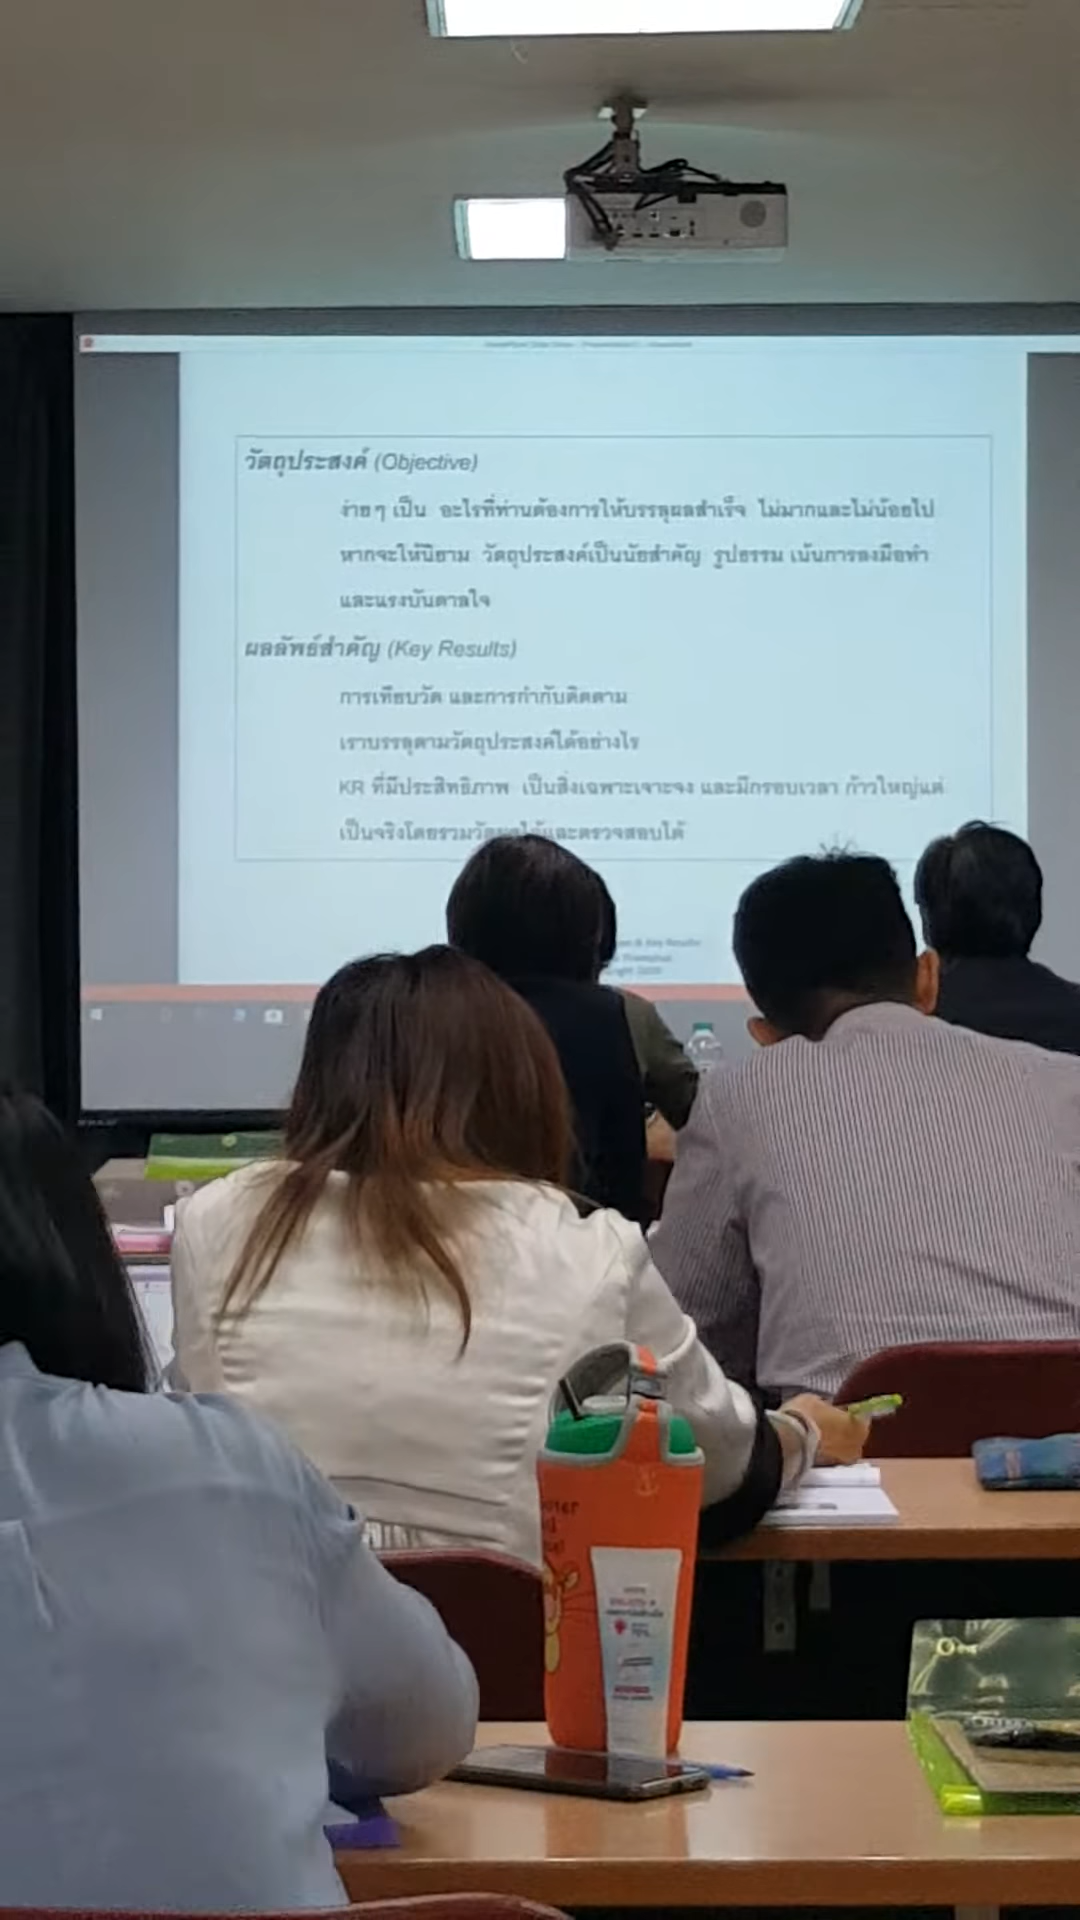 วัตถุประสงค์ (Objective)
ง่ายๆ เป็น อะไรที่ท่านต้องการให้บรรลุผลสำเร็จ ไม่มากและไม่น้อยไป
หากจะให้นิยาม วัตถุประสงค์เป็นนัยสำคัญ รูปธรรม เน้นการลงมือทำ
และแรงบันดาลใจ
ผลลัพธ์สำคัญ (Key Results)
การเทียบวัด และการกำกับติดตาม
เราบรรลุตามวัตถุประสงค์ได้อย่างไร
KR ที่มีประสิทธิภาพ เป็นสิ่งเฉพาะเจาะจง และมีกรอบเวลา ก้าวใหญ่แต่
เป็นจริงโดยรวมวัดผลได้และตรวจสอบได้
& Key Results